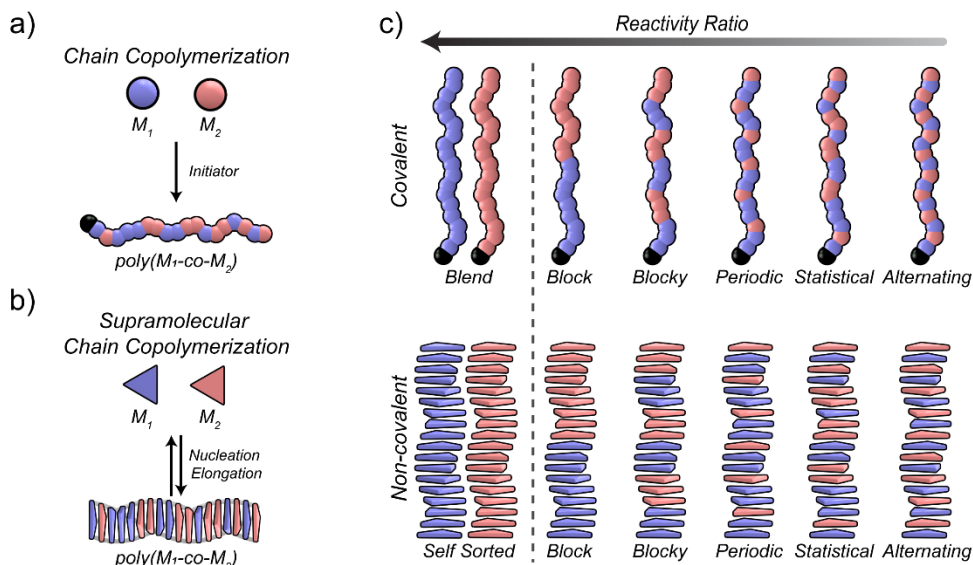 a)
Chain Copolymerization
M₁ M₂
Initiator
poly(M₁-co-M₂)
b)
Supramolecular
Chain Copolymerization
M₁ M₂
Nucleation
Elongation
poly(M₁-co-M₂)
c)
Reactivity Ratio
Covalent
Blend Block Blocky Periodic Statistical Alternating
Non-covalent
Self Sorted Block Blocky Periodic Statistical Alternating